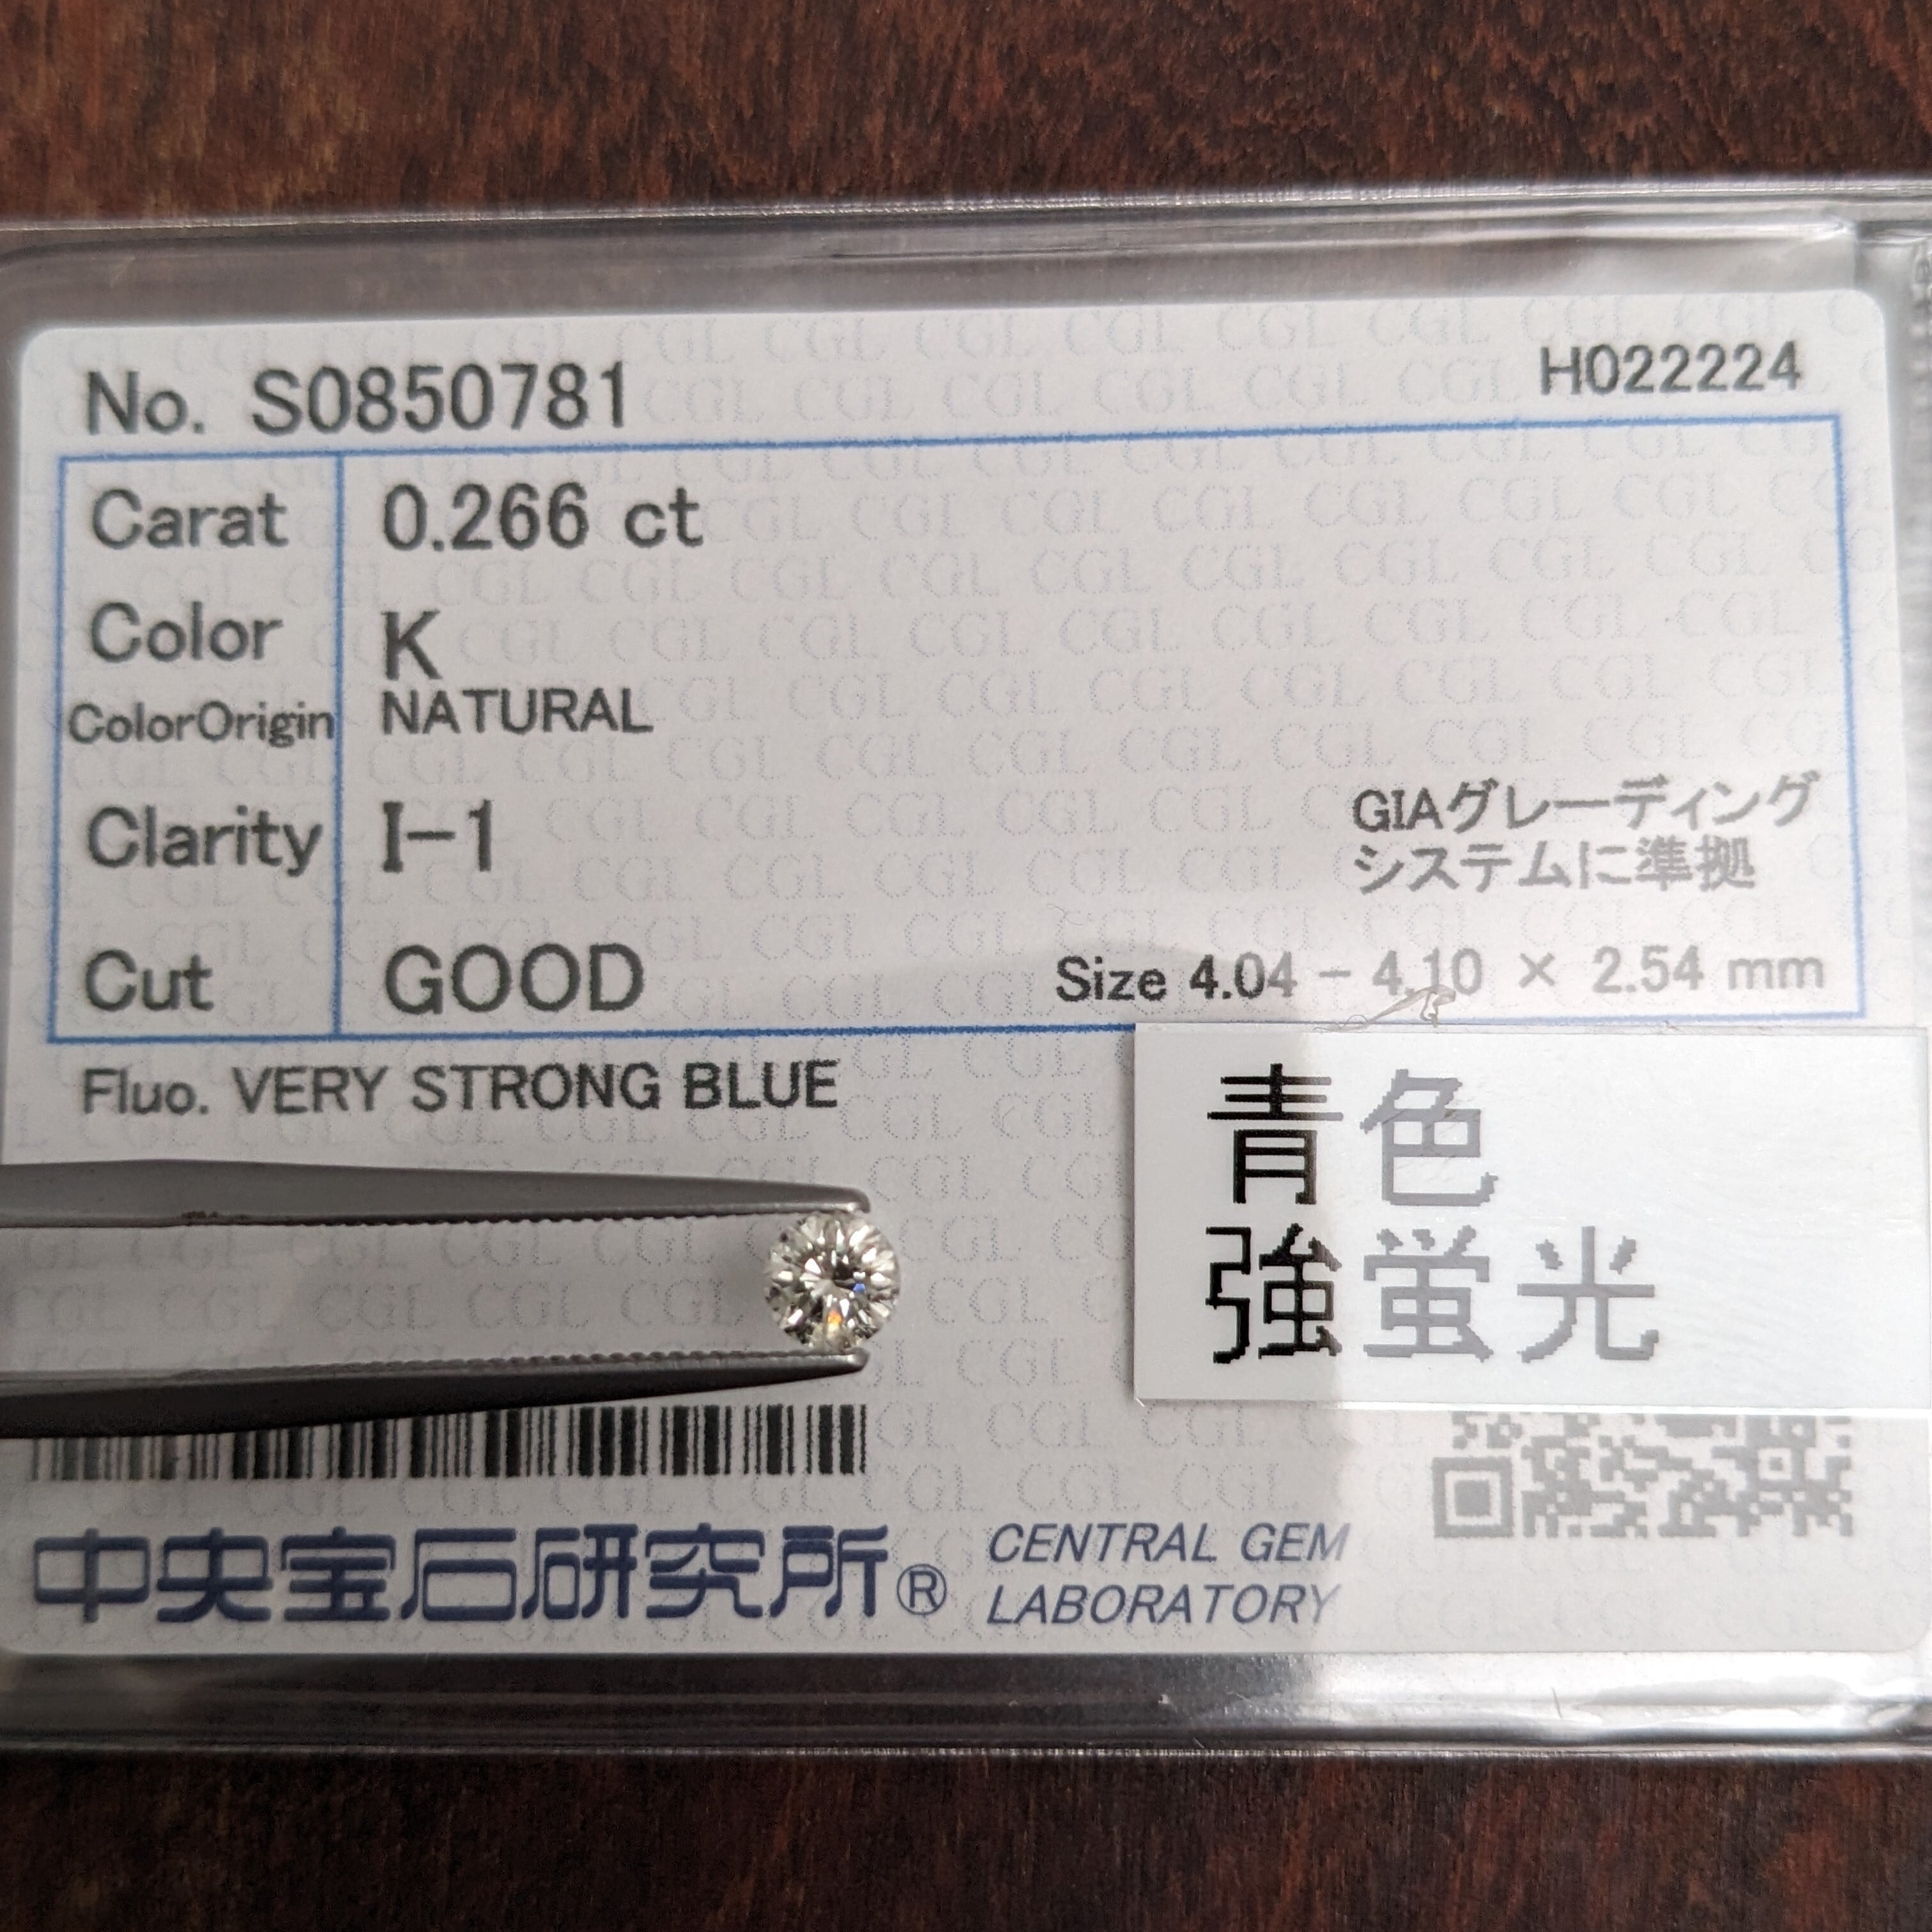 No. S0850781
H022224
Carat 0.266 ct
Color K
ColorOrigin NATURAL
Clarity I-1
GIAグレーディング
システムに準拠
Cut GOOD
Size 4.04 - 4.10 × 2.54 mm
Fluo. VERY STRONG BLUE
青色
強蛍光
中央宝石研究所®
CENTRAL GEM
LABORATORY